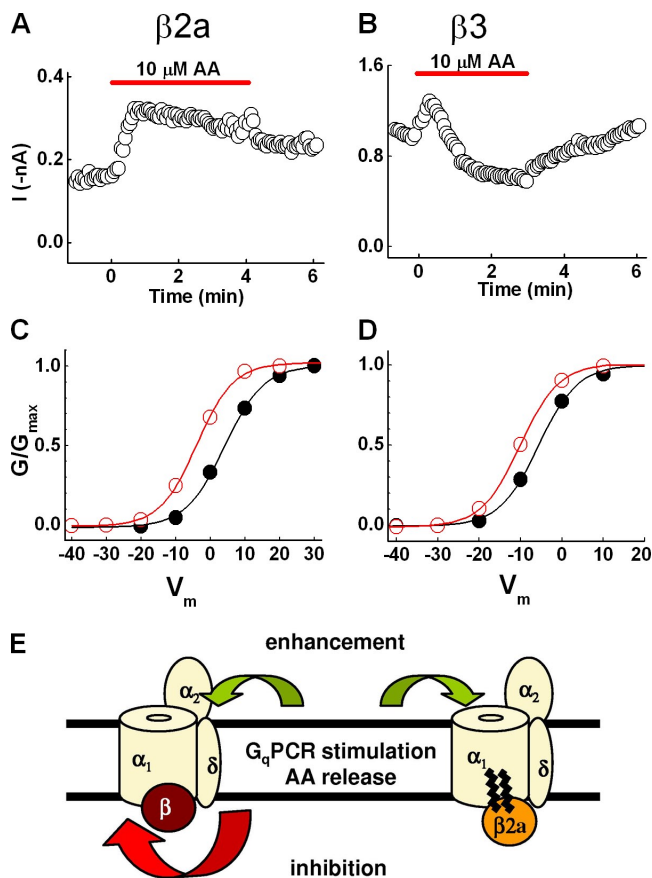 A
β2a
B
β3
10 μM AA
10 μM AA
0.4
0.2
0.0
I (-nA)
0 2 4 6
Time (min)
1.6
0.8
0.0
0 2 4 6
Time (min)
C
D
1.0
0.5
0.0
G/Gmax
-40 -30 -20 -10 0 10 20 30
Vm
1.0
0.5
0.0
-40 -30 -20 -10 0 10 20
Vm
E
enhancement
α2
α1
δ
β
GqPCR stimulation
AA release
α2
α1
δ
β2a
inhibition